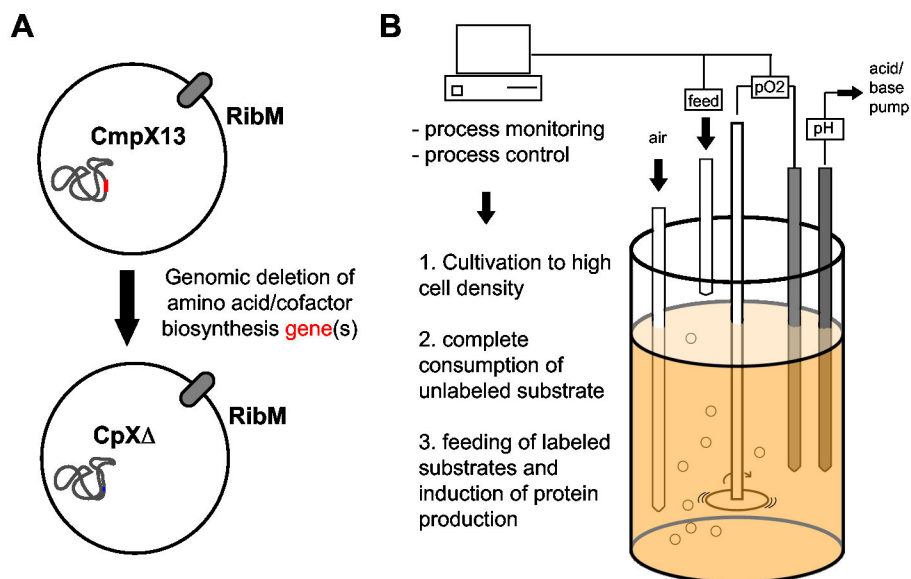 A
RibM
CmpX13
Genomic deletion of
amino acid/cofactor
biosynthesis gene(s)
RibM
CpXΔ
B
- process monitoring
- process control
1. Cultivation to high
cell density
2. complete
consumption of
unlabeled substrate
3. feeding of labeled
substrates and
induction of protein
production
air
feed
pO2
pH
acid/
base
pump